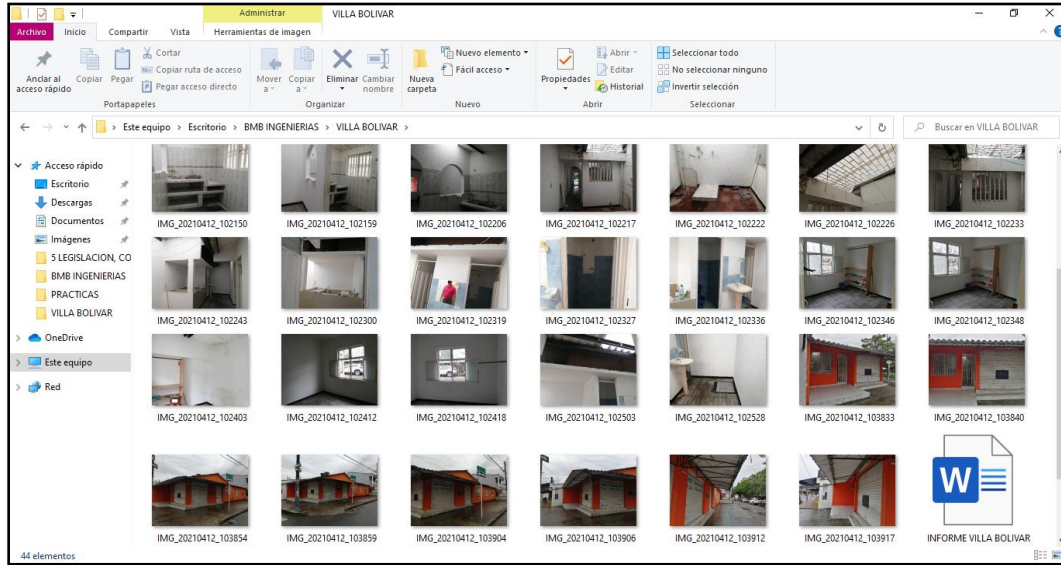 Administrar
VILLA BOLIVAR
Archivo
Inicio
Compartir
Vista
Herramientas de imagen
Anclar al acceso rápido
Copiar
Pegar
Cortar
Copiar ruta de acceso
Pegar acceso directo
Portapapeles
Mover a
Copiar a
Eliminar
Cambiar nombre
Organizar
Nueva carpeta
Nuevo elemento
Fácil acceso
Nuevo
Propiedades
Abrir
Editar
Historial
Abrir
Seleccionar todo
No seleccionar ninguno
Invertir selección
Seleccionar
Este equipo > Escritorio > BMB INGENIERIAS > VILLA BOLIVAR >
Buscar en VILLA BOLIVAR
Acceso rápido
Escritorio
Descargas
Documentos
Imágenes
5 LEGISLACION, CO
BMB INGENIERIAS
PRACTICAS
VILLA BOLIVAR
OneDrive
Este equipo
Red
IMG_20210412_102150
IMG_20210412_102159
IMG_20210412_102206
IMG_20210412_102217
IMG_20210412_102222
IMG_20210412_102226
IMG_20210412_102233
IMG_20210412_102243
IMG_20210412_102300
IMG_20210412_102319
IMG_20210412_102327
IMG_20210412_102336
IMG_20210412_102346
IMG_20210412_102348
IMG_20210412_102403
IMG_20210412_102412
IMG_20210412_102418
IMG_20210412_102503
IMG_20210412_102528
IMG_20210412_103833
IMG_20210412_103840
IMG_20210412_103854
IMG_20210412_103859
IMG_20210412_103904
IMG_20210412_103906
IMG_20210412_103912
IMG_20210412_103917
W
INFORME VILLA BOLIVAR
44 elementos